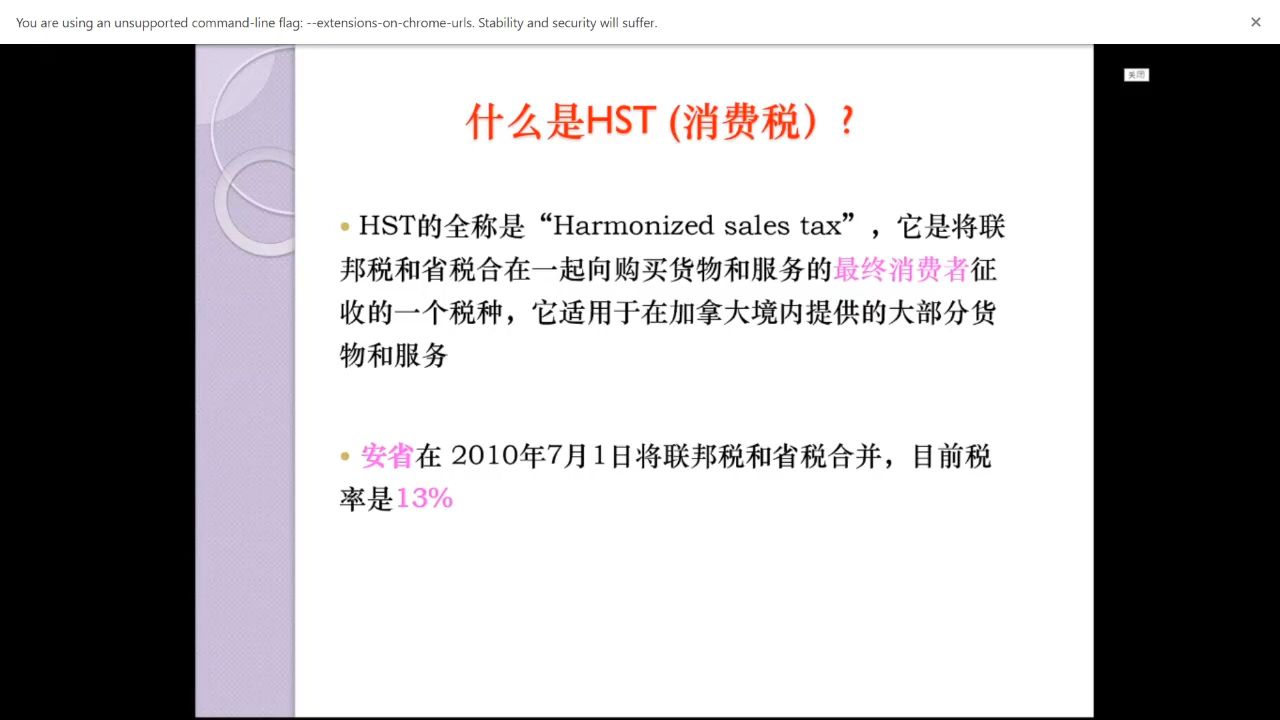 You are using an unsupported command-line flag: --extensions-on-chrome-urls. Stability and security will suffer.
什么是HST (消费税）?
• HST的全称是“Harmonized sales tax”，它是将联
邦税和省税合在一起向购买货物和服务的最终消费者征
收的一个税种，它适用于在加拿大境内提供的大部分货
物和服务
• 安省在 2010年7月1日将联邦税和省税合并，目前税
率是13%